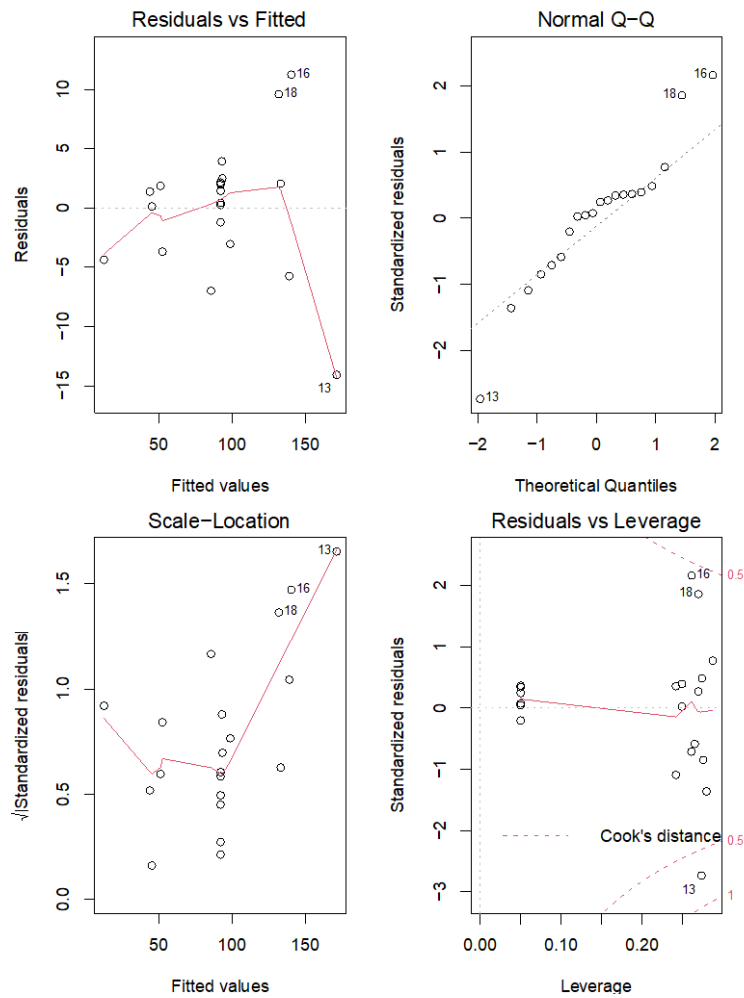 Residuals vs Fitted
Residuals
10
5
0
−5
−10
−15
50 100 150
Fitted values
16
18
13
Normal Q−Q
Standardized residuals
2
1
0
−1
−2
−2 −1 0 1 2
Theoretical Quantiles
16
18
13
Scale−Location
√|Standardized residuals|
1.5
1.0
0.5
0.0
50 100 150
Fitted values
13
16
18
Residuals vs Leverage
Standardized residuals
2
1
0
−1
−2
−3
0.00 0.10 0.20
Leverage
16
18
13
Cook's distance
0.5
0.5
1